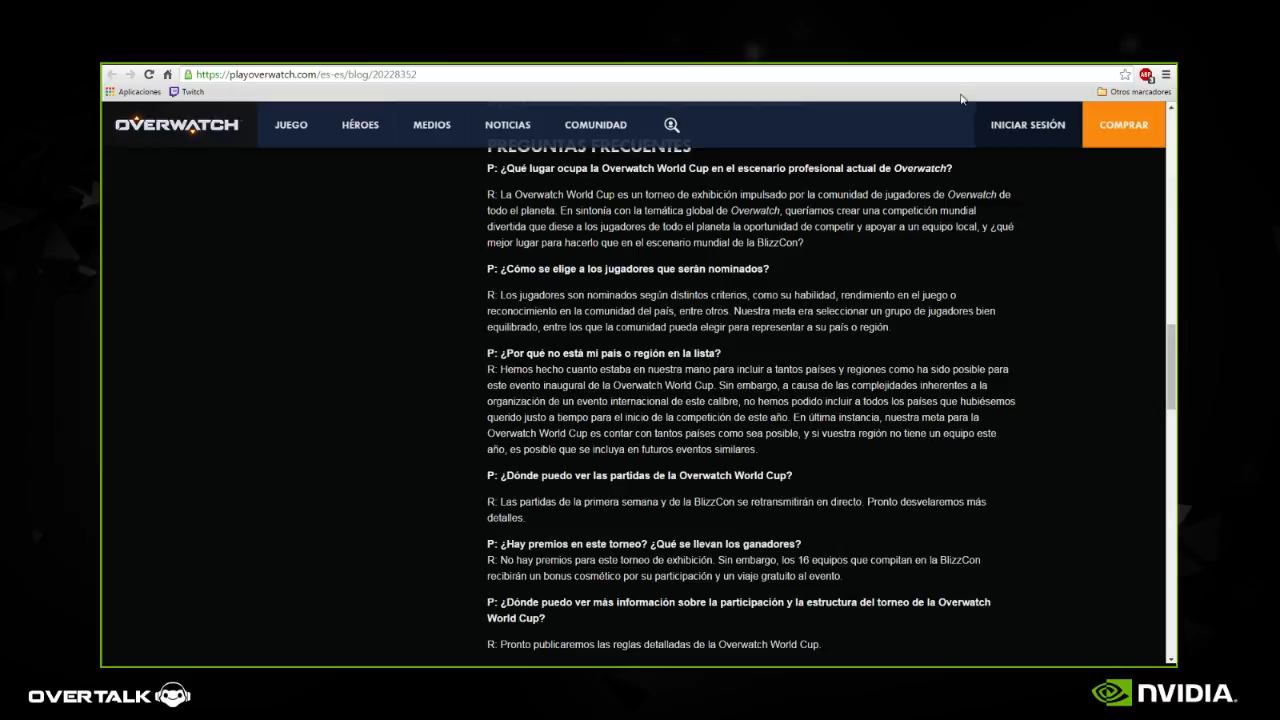 https://playoverwatch.com/es-es/blog/20228352
ABP
Aplicaciones
Twitch
Otros marcadores
OVERWATCH
JUEGO
HÉROES
MEDIOS
NOTICIAS
COMUNIDAD
INICIAR SESIÓN
COMPRAR
PREGUNTAS FRECUENTES
P: ¿Qué lugar ocupa la Overwatch World Cup en el escenario profesional actual de Overwatch?
R: La Overwatch World Cup es un torneo de exhibición impulsado por la comunidad de jugadores de Overwatch de
todo el planeta. En sintonía con la temática global de Overwatch, queríamos crear una competición mundial
divertida que diese a los jugadores de todo el planeta la oportunidad de competir y apoyar a un equipo local, y ¿qué
mejor lugar para hacerlo que en el escenario mundial de la BlizzCon?
P: ¿Cómo se elige a los jugadores que serán nominados?
R: Los jugadores son nominados según distintos criterios, como su habilidad, rendimiento en el juego o
reconocimiento en la comunidad del país, entre otros. Nuestra meta era seleccionar un grupo de jugadores bien
equilibrado, entre los que la comunidad pueda elegir para representar a su país o región.
P: ¿Por qué no está mi país o región en la lista?
R: Hemos hecho cuanto estaba en nuestra mano para incluir a tantos países y regiones como ha sido posible para
este evento inaugural de la Overwatch World Cup. Sin embargo, a causa de las complejidades inherentes a la
organización de un evento internacional de este calibre, no hemos podido incluir a todos los países que hubiésemos
querido justo a tiempo para el inicio de la competición de este año. En última instancia, nuestra meta para la
Overwatch World Cup es contar con tantos países como sea posible, y si vuestra región no tiene un equipo este
año, es posible que se incluya en futuros eventos similares.
P: ¿Dónde puedo ver las partidas de la Overwatch World Cup?
R: Las partidas de la primera semana y de la BlizzCon se retransmitirán en directo. Pronto desvelaremos más
detalles.
P: ¿Hay premios en este torneo? ¿Qué se llevan los ganadores?
R: No hay premios para este torneo de exhibición. Sin embargo, los 16 equipos que compitan en la BlizzCon
recibirán un bonus cosmético por su participación y un viaje gratuito al evento.
P: ¿Dónde puedo ver más información sobre la participación y la estructura del torneo de la Overwatch
World Cup?
R: Pronto publicaremos las reglas detalladas de la Overwatch World Cup.
OVERTALK
NVIDIA